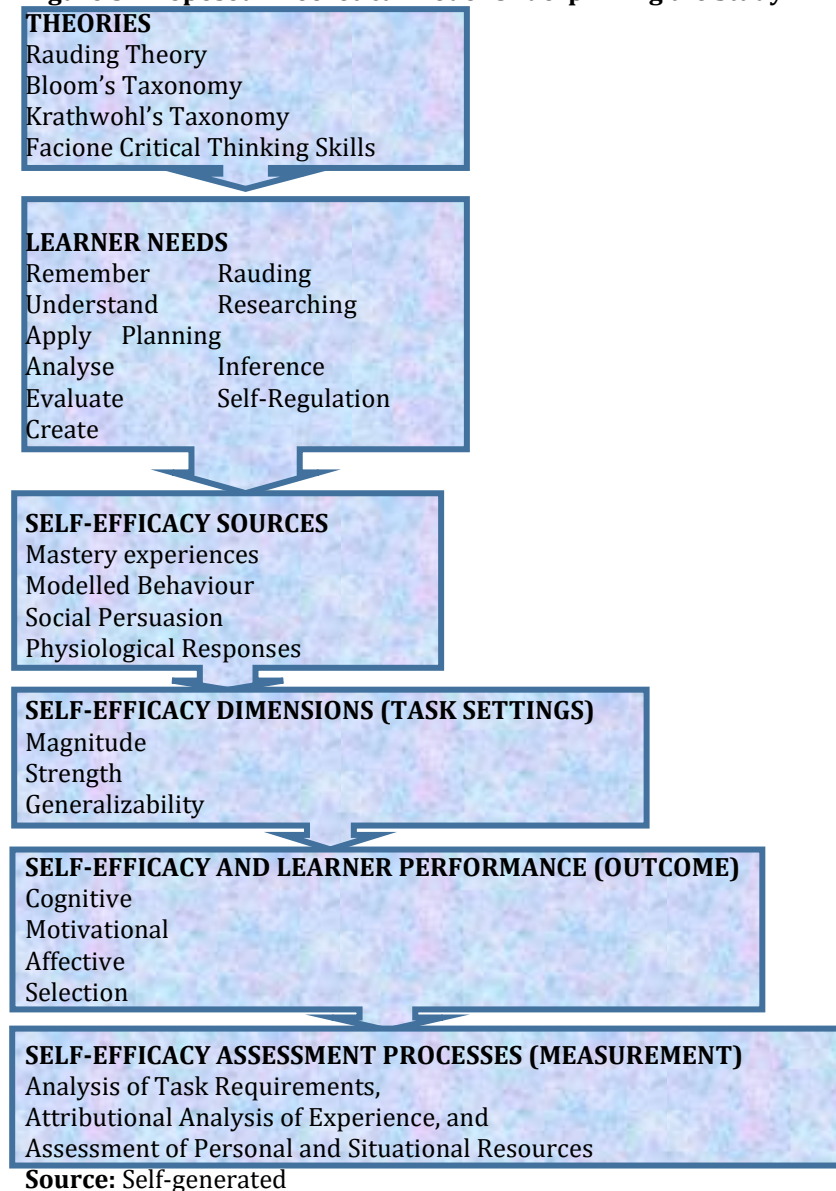 THEORIES
Rauding Theory
Bloom’s Taxonomy
Krathwohl’s Taxonomy
Facione Critical Thinking Skills
LEARNER NEEDS
Remember Rauding
Understand Researching
Apply Planning
Analyse Inference
Evaluate Self-Regulation
Create
SELF-EFFICACY SOURCES
Mastery experiences
Modelled Behaviour
Social Persuasion
Physiological Responses
SELF-EFFICACY DIMENSIONS (TASK SETTINGS)
Magnitude
Strength
Generalizability
SELF-EFFICACY AND LEARNER PERFORMANCE (OUTCOME)
Cognitive
Motivational
Affective
Selection
SELF-EFFICACY ASSESSMENT PROCESSES (MEASUREMENT)
Analysis of Task Requirements,
Attributional Analysis of Experience, and
Assessment of Personal and Situational Resources
Source: Self-generated